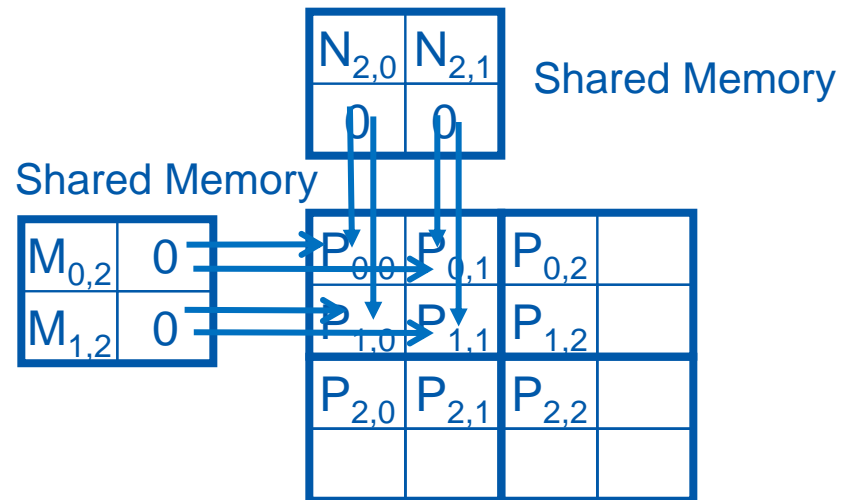 N2,0 N2,1
Shared Memory
0 0
Shared Memory
M0,2 0 P0,0 P0,1 P0,2
M1,2 0 P1,0 P1,1 P1,2
P2,0 P2,1 P2,2